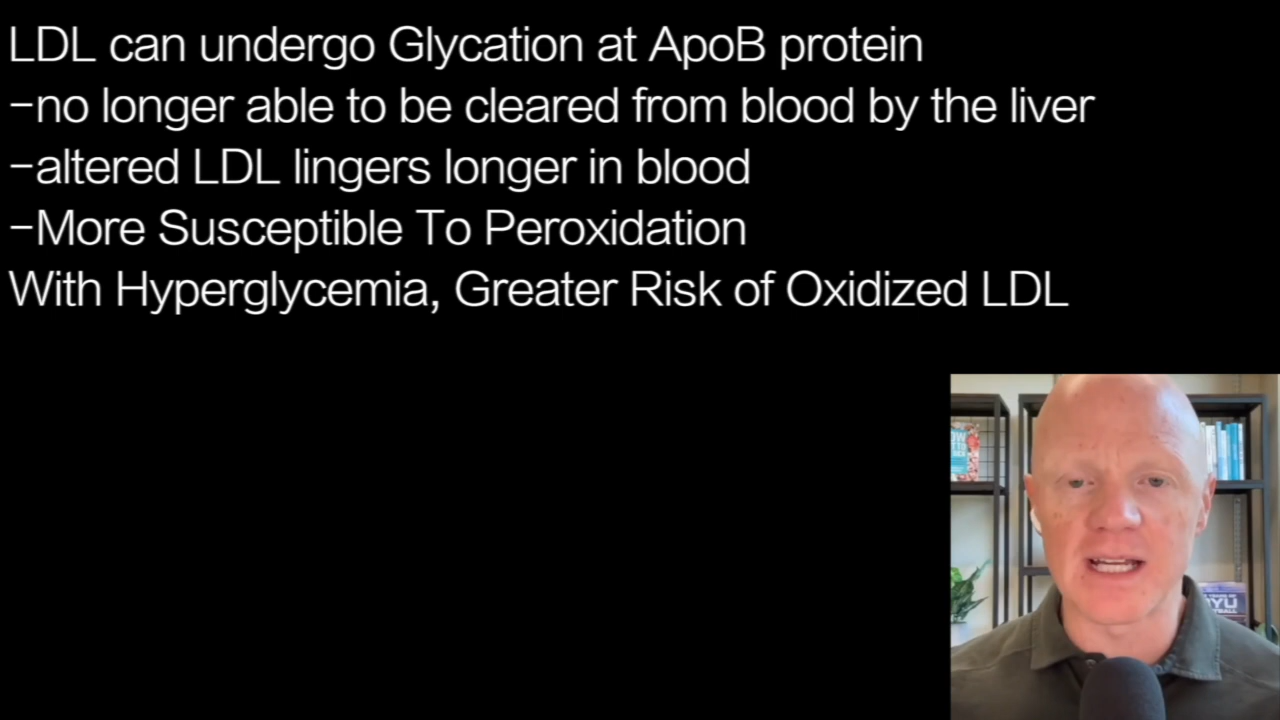 LDL can undergo Glycation at ApoB protein
−no longer able to be cleared from blood by the liver
−altered LDL lingers longer in blood
−More Susceptible To Peroxidation
With Hyperglycemia, Greater Risk of Oxidized LDL